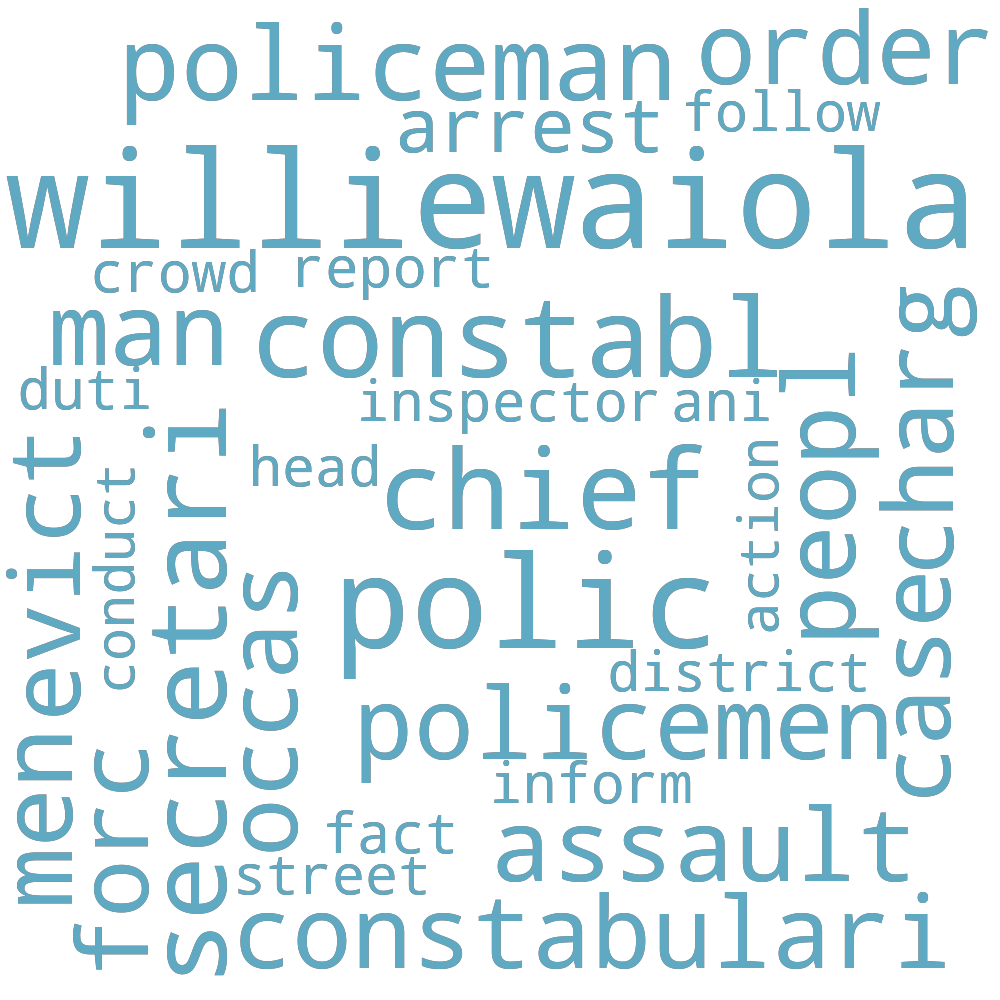 policeman
order
arrest
follow
williewaiola
crowd
report
man
constabl
casecharg
duti
inspector
ani
peopl
menevict
conduct
secretari
head
chief
action
occas
polic
district
policemen
forc
inform
fact
assault
street
constabulari